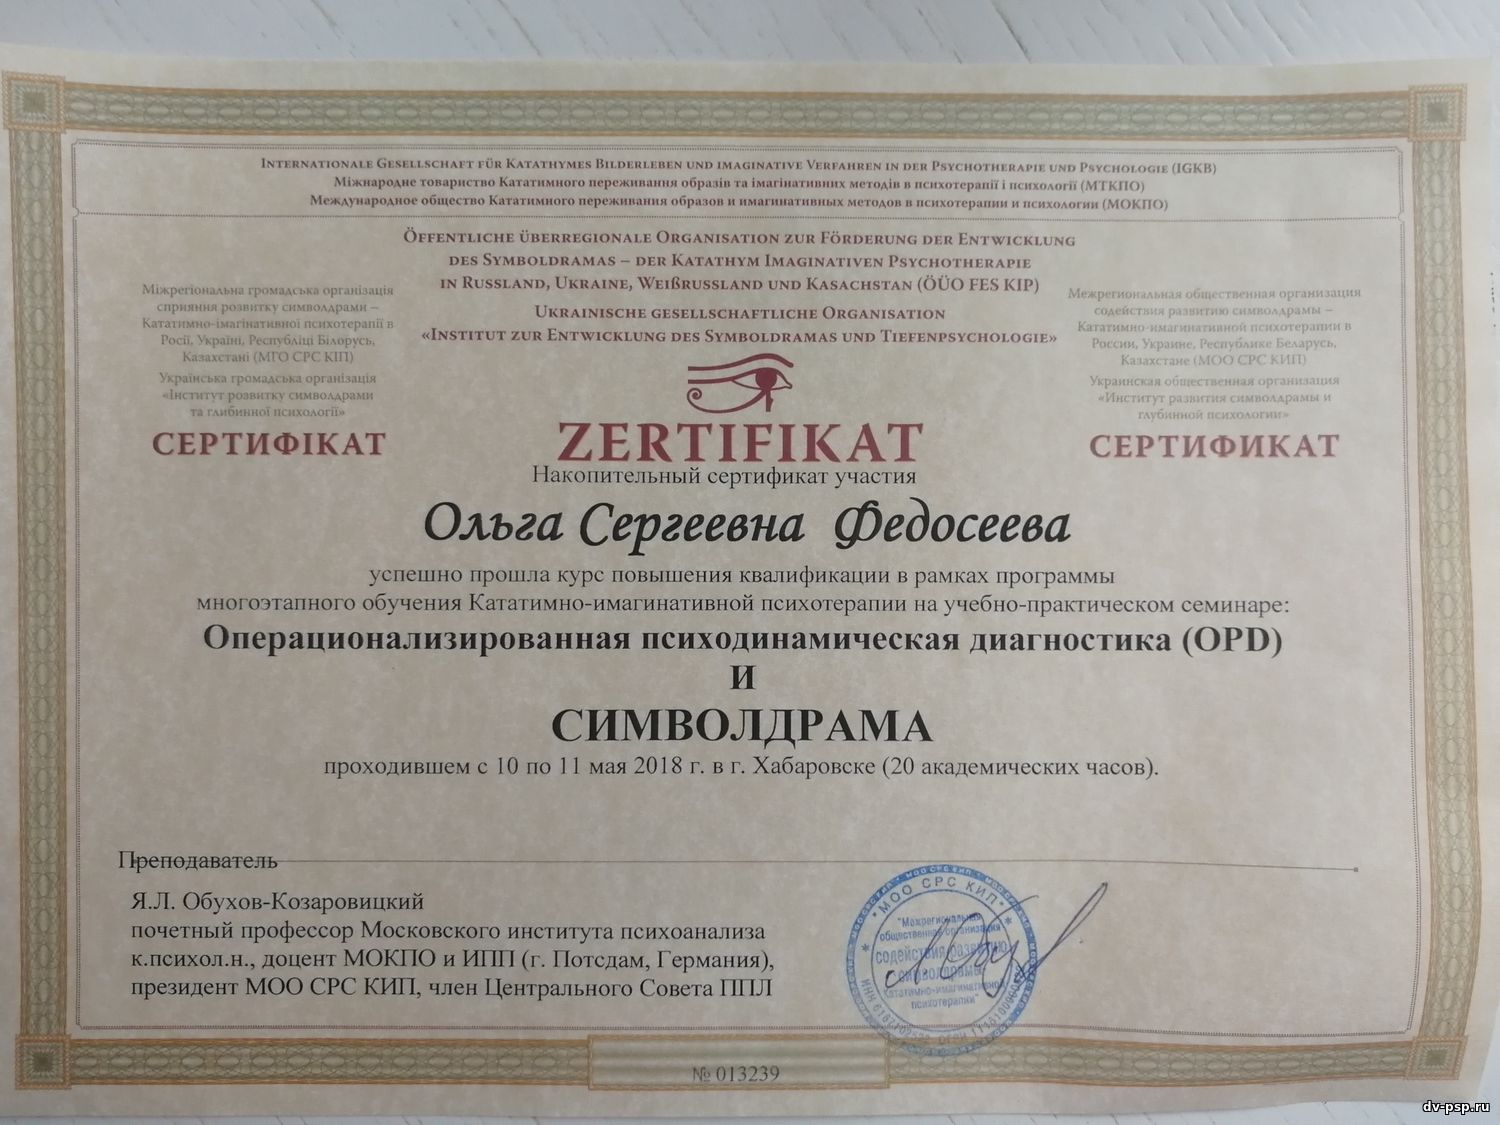 Internationale Gesellschaft für Katathymes Bilderleben und imaginative Verfahren in der Psychotherapie und Psychologie (IGKB)
Міжнародне товариство Кататимного переживання образів та імагінативних методів в психотерапії і психології (МТКПО)
Международное общество Кататимного переживания образов и имагинативных методов в психотерапии и психологии (МОКПО)
Öffentliche überregionale Organisation zur Förderung der Entwicklung
des Symboldramas – der Katathym Imaginativen Psychotherapie
in Russland, Ukraine, Weißrussland und Kasachstan (ÖÜO FES KIP)
Ukrainische gesellschaftliche Organisation
«Institut zur Entwicklung des Symboldramas und Tiefenpsychologie»
Міжрегіональна громадська організація
сприяння розвитку символдрами –
Кататимно-імагінативної психотерапії в
Росії, Україні, Республіці Білорусь,
Казахстані (МГО СРС КІП)
Українська громадська організація
«Інститут розвитку символдрами
та глибинної психології»
СЕРТИФІКАТ
Межрегиональная общественная организация
содействия развитию символдрамы –
Кататимно-имагинативной психотерапии в
России, Украине, Республике Беларусь,
Казахстане (МОО СРС КИП)
Украинская общественная организация
«Институт развития символдрамы и
глубинной психологии»
СЕРТИФИКАТ
ZERTIFIKAT
Накопительный сертификат участия
Ольга Сергеевна Федосеева
успешно прошла курс повышения квалификации в рамках программы
многоэтапного обучения Кататимно-имагинативной психотерапии на учебно-практическом семинаре:
Операционализированная психодинамическая диагностика (OPD)
И
СИМВОЛДРАМА
проходившем с 10 по 11 мая 2018 г. в г. Хабаровске (20 академических часов).
Преподаватель
Я.Л. Обухов-Козаровицкий
почетный профессор Московского института психоанализа
к.психол.н., доцент МОКПО и ИПП (г. Потсдам, Германия),
президент МОО СРС КИП, член Центрального Совета ППЛ
* МОО СРС КИП *
"Межрегиональная
общественная организация
содействия развитию
символдрамы
Кататимно-имагинативной
психотерапии"
№ 013239
dv-psp.ru